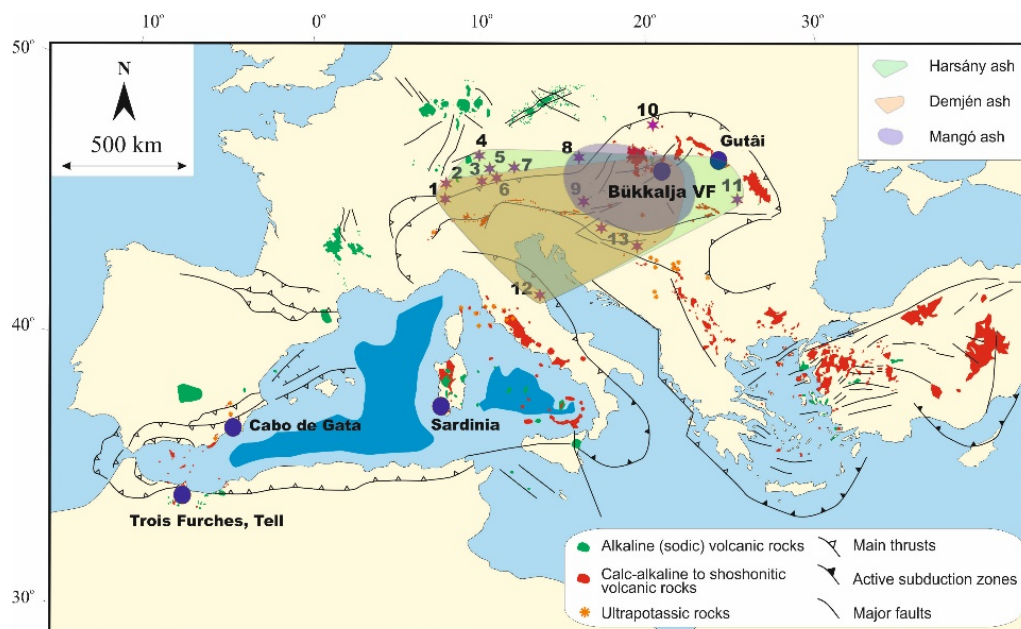 10° 0° 10° 20° 30°
50°
N
500 km
Harsány ash
Demjén ash
Mangó ash
10
4
8
Gutâi
5
3
7
2
1
6
9
Bükkalja VF
11
13
12
40°
Cabo de Gata
Sardinia
Trois Furches, Tell
30°
Alkaline (sodic) volcanic rocks
Calc-alkaline to shoshonitic
volcanic rocks
Ultrapotassic rocks
Main thrusts
Active subduction zones
Major faults